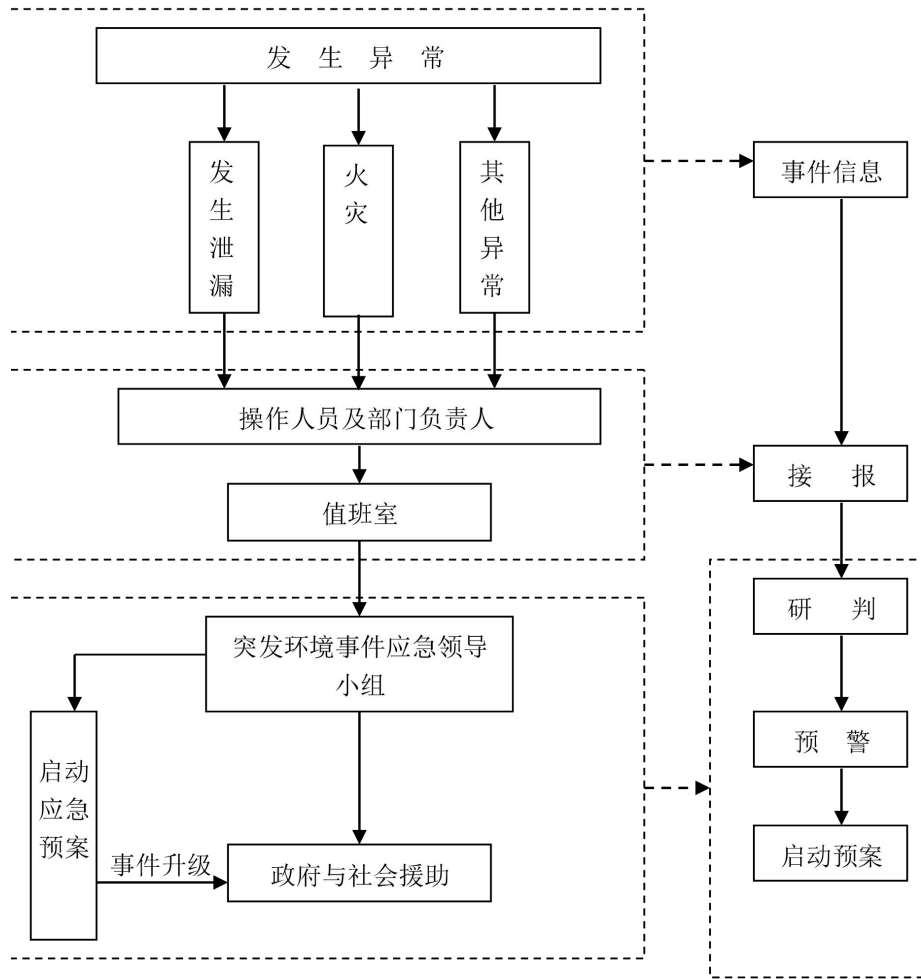 发 生 异 常
发生泄漏
火灾
其他异常
事件信息
操作人员及部门负责人
接 报
值班室
研 判
突发环境事件应急领导
小组
预 警
启动
应急
预案
启动预案
事件升级
政府与社会援助